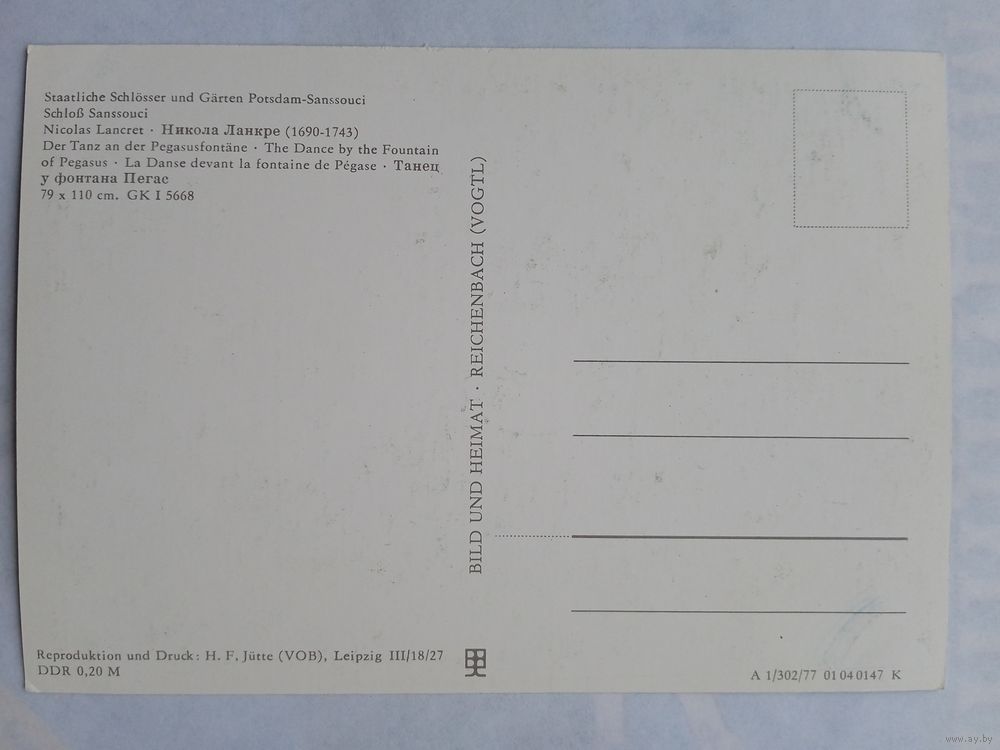 Staatliche Schlösser und Gärten Potsdam-Sanssouci
Schloß Sanssouci
Nicolas Lancret · Никола Ланкре (1690-1743)
Der Tanz an der Pegasusfontäne · The Dance by the Fountain
of Pegasus · La Danse devant la fontaine de Pégase · Танец
у фонтана Пегас
79 x 110 cm. GK I 5668
BILD UND HEIMAT · REICHENBACH (VOGTL)
Reproduktion und Druck: H. F. Jütte (VOB), Leipzig III/18/27
DDR 0,20 M
A 1/302/77 01 04 0147 K
www.ay.by